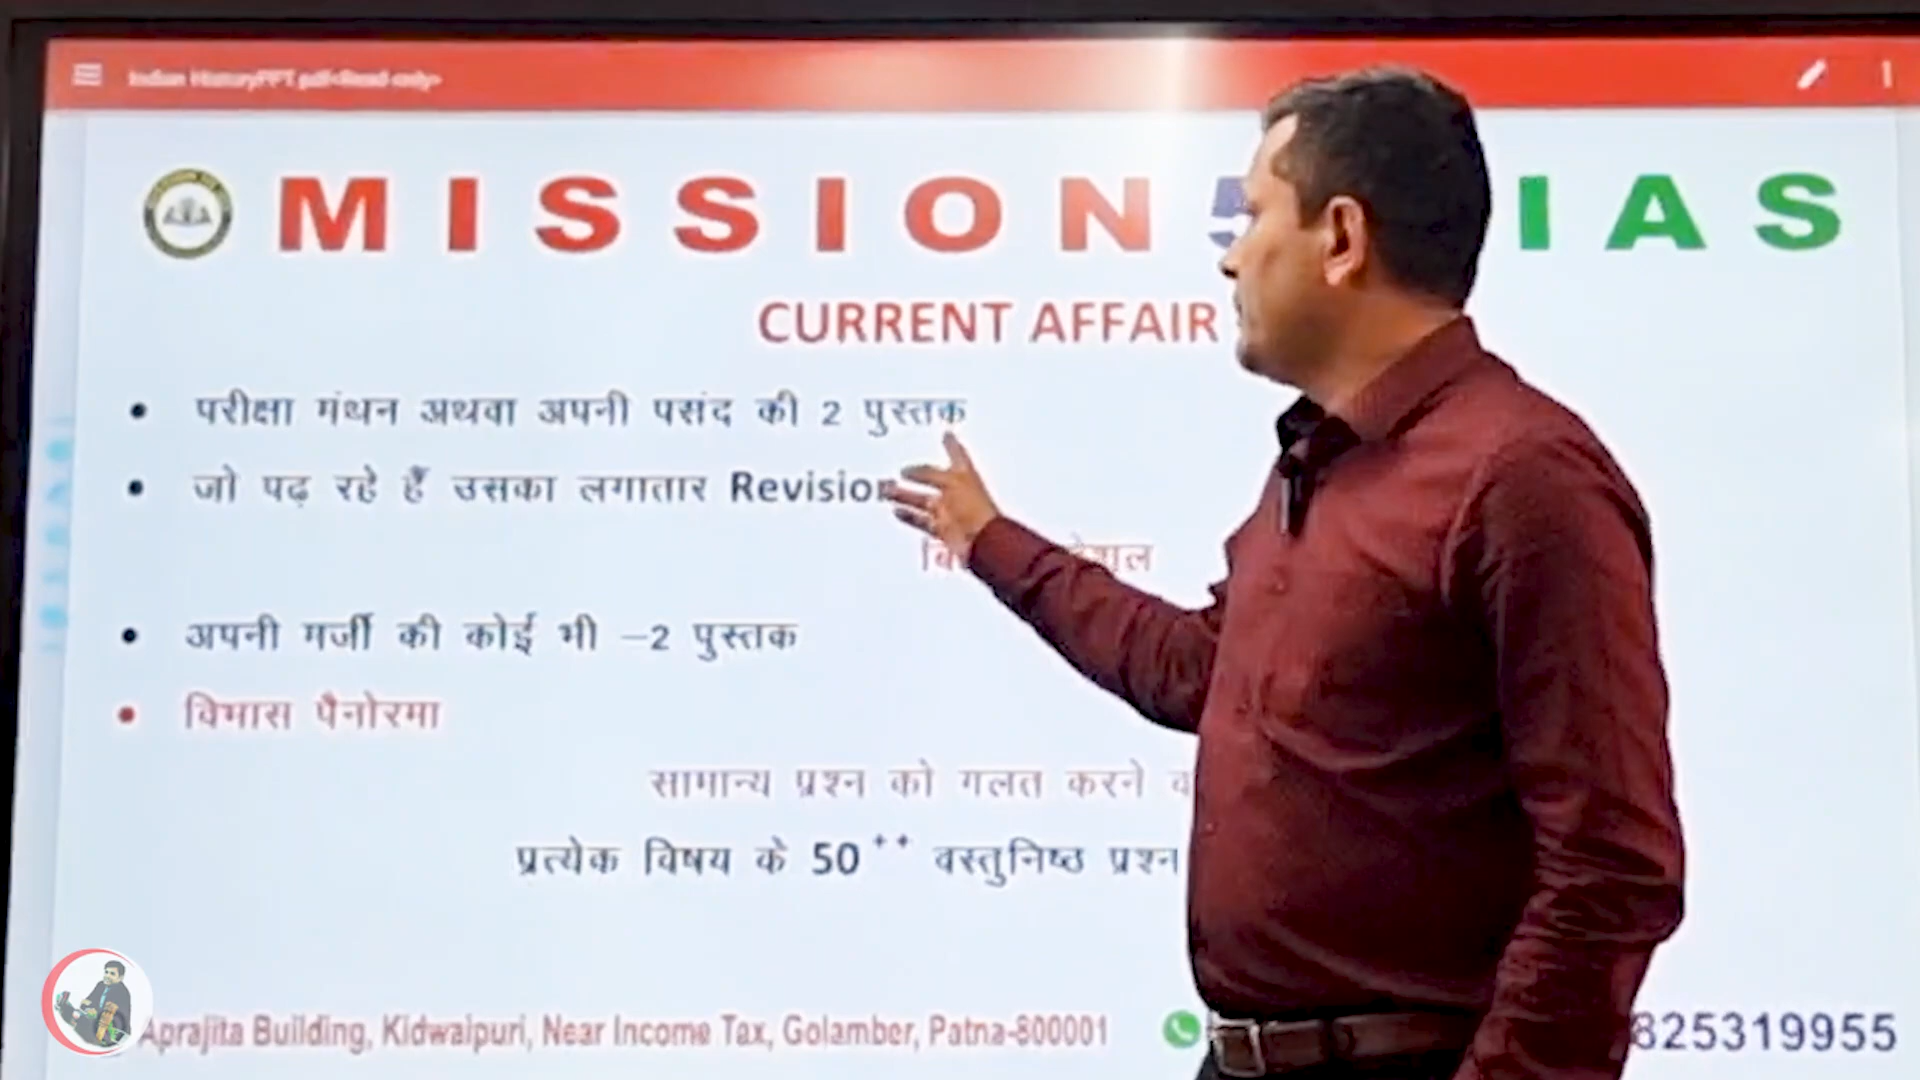 Indian HistoryPPT.pdf<Read-only>
MISSION 5 IAS
CURRENT AFFAIR
• परीक्षा मंथन अथवा अपनी पसंद की 2 पुस्तक
• जो पढ़ रहे हैं उसका लगातार Revision
• अपनी मर्जी की कोई भी –2 पुस्तक
• विभास पैनोरमा
सामान्य प्रश्न को गलत करने
प्रत्येक विषय के 50 ++ वस्तुनिष्ठ प्रश्न
Aprajita Building, Kidwaipuri, Near Income Tax, Golamber, Patna-800001
825319955